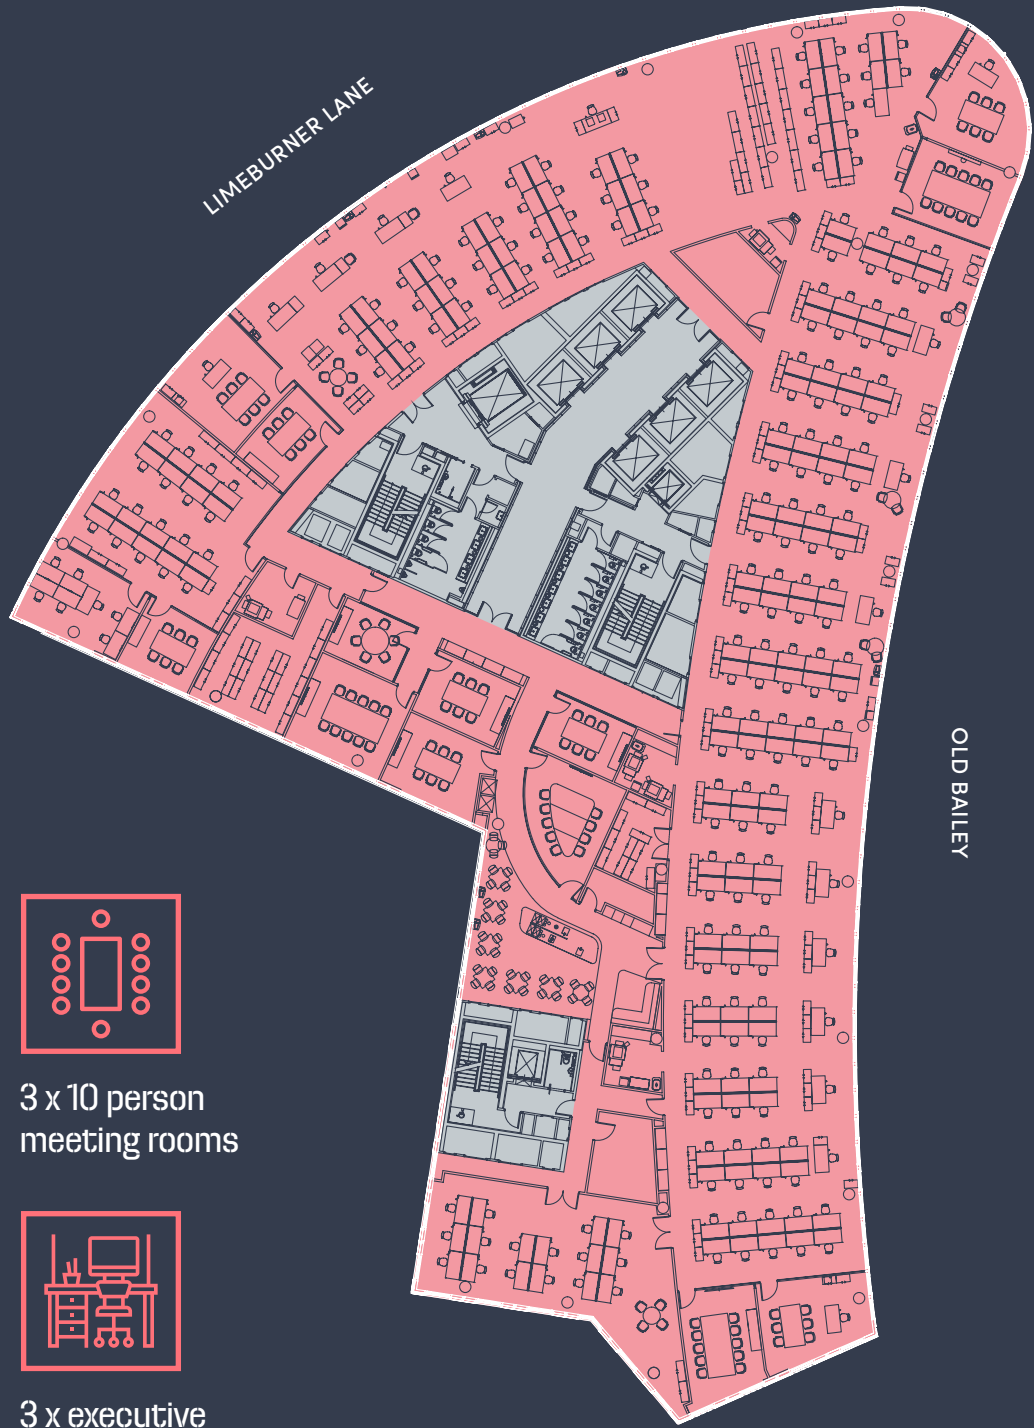 LIMEBURNER LANE
OLD BAILEY
3 x 10 person
meeting rooms
3 x executive